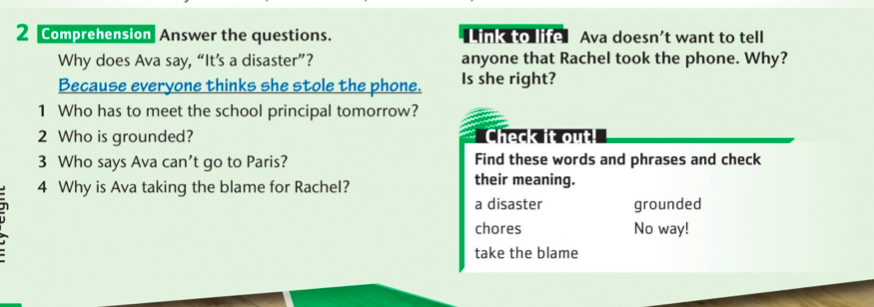 2 Comprehension Answer the questions.
Why does Ava say, “It’s a disaster”?
Because everyone thinks she stole the phone.
1 Who has to meet the school principal tomorrow?
2 Who is grounded?
3 Who says Ava can’t go to Paris?
4 Why is Ava taking the blame for Rachel?
Link to life Ava doesn’t want to tell
anyone that Rachel took the phone. Why?
Is she right?
Check it out!
Find these words and phrases and check
their meaning.
a disaster grounded
chores No way!
take the blame
fifty-eight